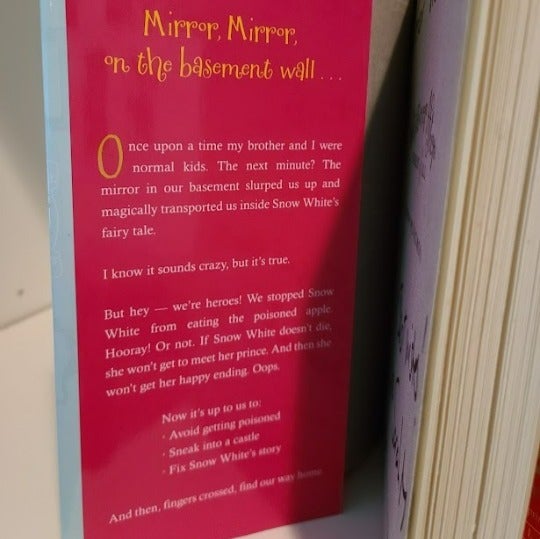 Mirror, Mirror,
on the basement wall . . .
Once upon a time my brother and I were
normal kids. The next minute? The
mirror in our basement slurped us up and
magically transported us inside Snow White's
fairy tale.
I know it sounds crazy, but it's true.
But hey — we're heroes! We stopped Snow
White from eating the poisoned apple.
Hooray! Or not. If Snow White doesn't die,
she won't get to meet her prince. And then she
won't get her happy ending. Oops.
Now it's up to us to:
· Avoid getting poisoned
· Sneak into a castle
· Fix Snow White's story
And then, fingers crossed, find our way home.